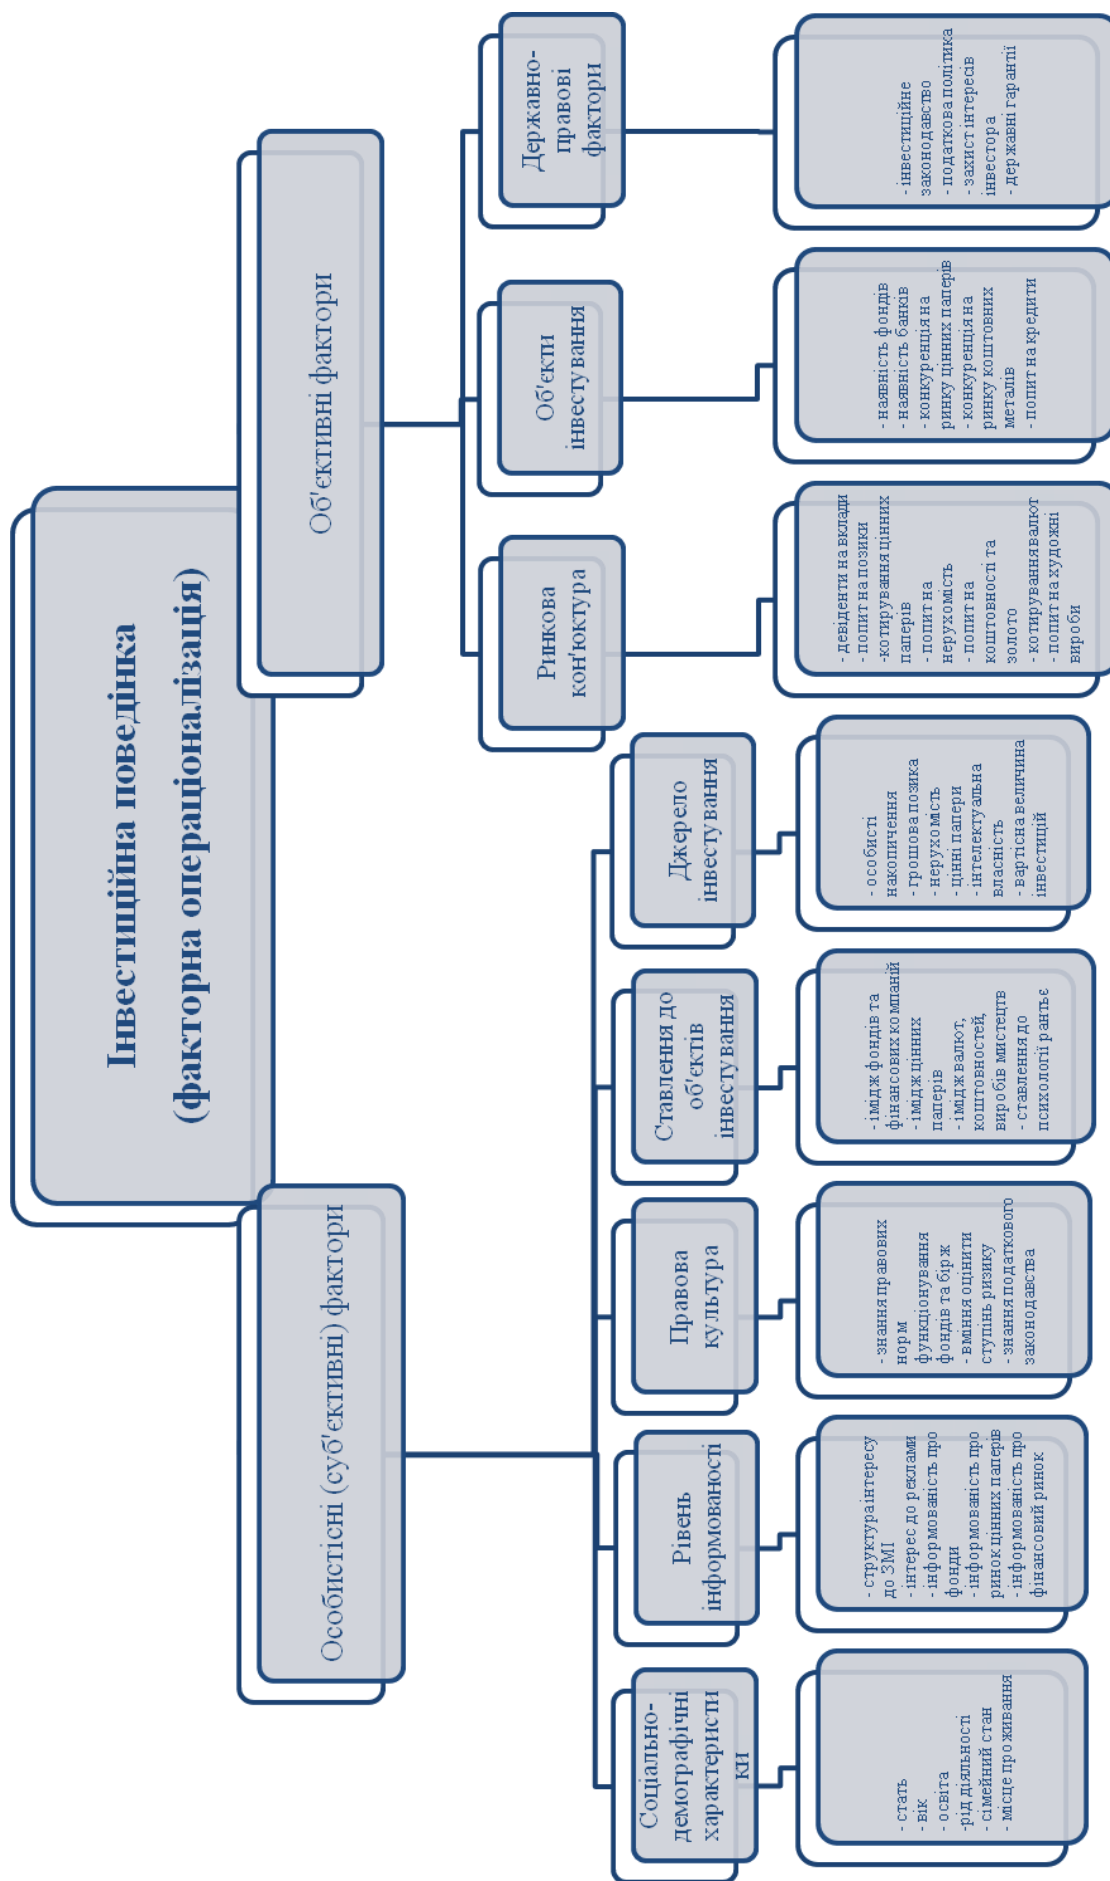 Інвестиційна поведінка
(факторна операціоналізація)
Особистісні (суб'єктивні) фактори
Об'єктивні фактори
Соціально-
демографічні
характеристи
ки
Рівень
інформованості
Правова
культура
Ставлення до
об'єктів
інвестування
Джерело
інвестування
Ринкова
кон'юктура
Об'єкти
інвестування
Державно-
правові
фактори
- стать
- вік
- освіта
-рід діяльності
- сімейний стан
- місце проживання
- структура інтересу
до ЗМІ
- інтерес до реклами
- інформованість про
фонди
- інформованість про
ринок цінних паперів
- інформованість про
фінансовий ринок
- знання правових
норм
функціонування
фондів та бірж
- вміння оцінити
ступінь ризику
- знання податкового
законодавства
- імідж фондів та
фінансових компаній
- імідж цінних
паперів
- імідж валют,
коштовностей,
виробів мистецтв
- ставлення до
психології рантьє
- особисті
накопичення
- грошова позика
- нерухомість
- цінні папери
- інтелектуальна
власність
- вартісна величина
інвестицій
- девіденти на вклади
- попит на позики
-котирування цінних
паперів
- попит на
нерухомість
- попит на
коштовності та
золото
- котирування валют
- попит на художні
вироби
- наявність фондів
- наявність банків
- конкуренція на
ринку цінних паперів
- конкуренція на
ринку коштовних
металів
- попит на кредити
- інвестиційне
законодавство
- податкова політика
- захист інтересів
інвестора
- державні гарантії